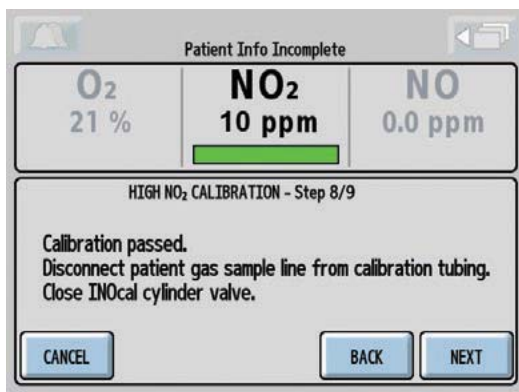 Patient Info Incomplete
O₂ NO₂ NO
21 % 10 ppm 0.0 ppm
HIGH NO₂ CALIBRATION - Step 8/9
Calibration passed.
Disconnect patient gas sample line from calibration tubing.
Close INOcal cylinder valve.
CANCEL BACK NEXT